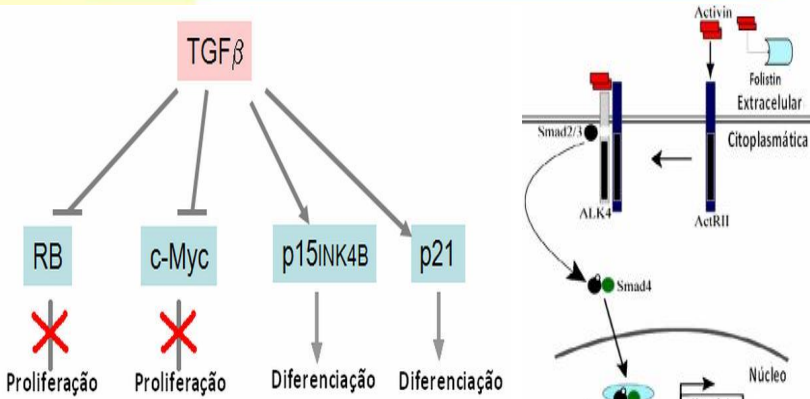 TGFβ
RB
c-Myc
p15INK4B
p21
Proliferação
Proliferação
Diferenciação
Diferenciação
Activin
Folistin
Extracelular
Citoplasmática
Smad2/3
ALK4
ActRII
Smad4
Núcleo